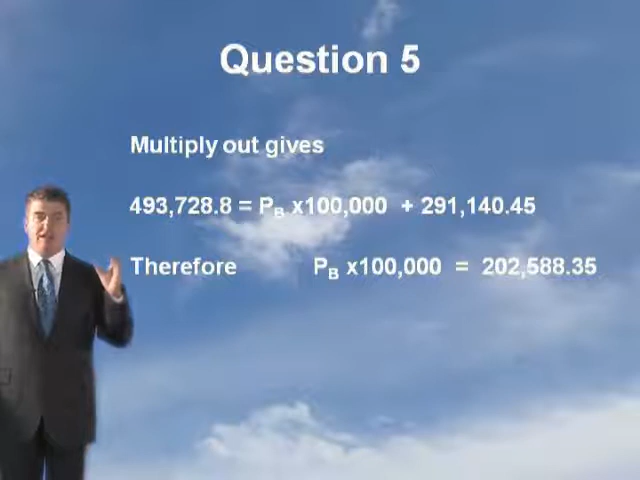 Question 5
Multiply out gives
493,728.8 = PB x100,000 + 291,140.45
Therefore PB x100,000 = 202,588.35